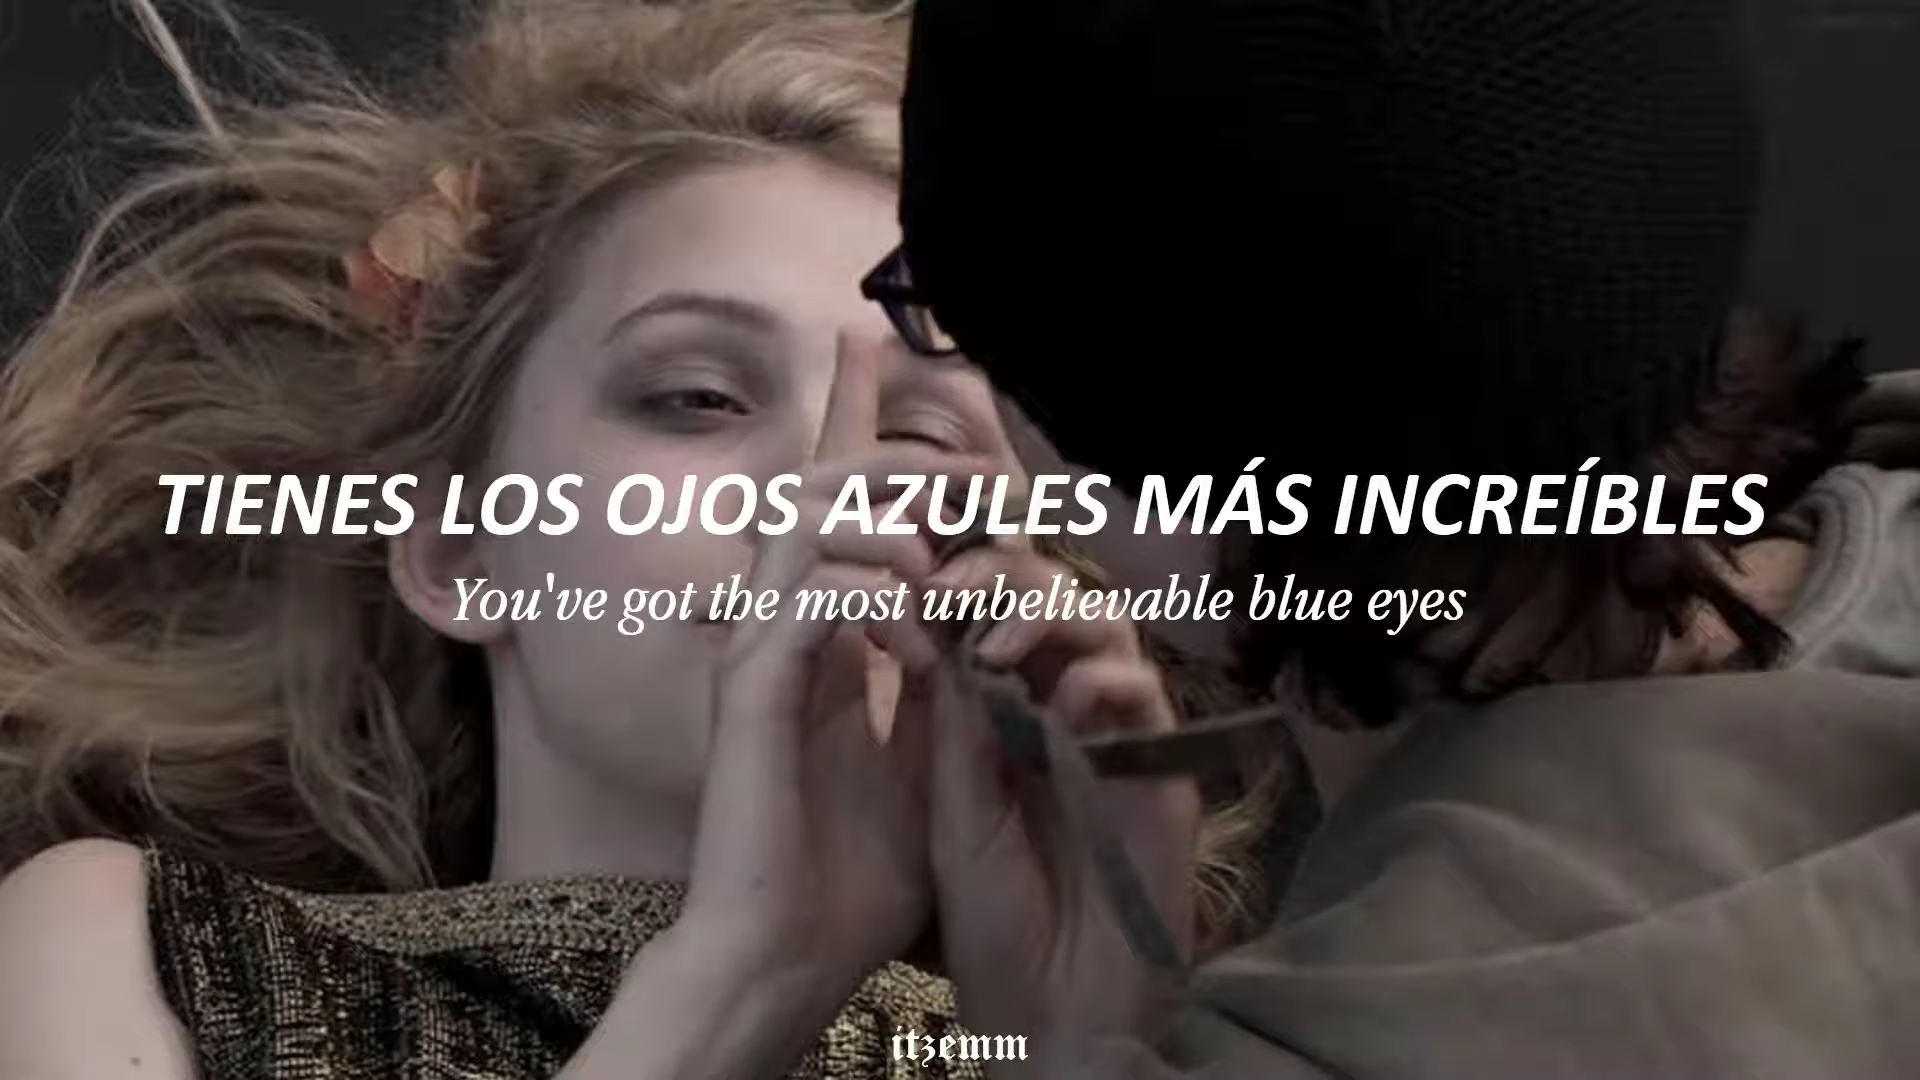 TIENES LOS OJOS AZULES MÁS INCREÍBLES
You've got the most unbelievable blue eyes
itzemm